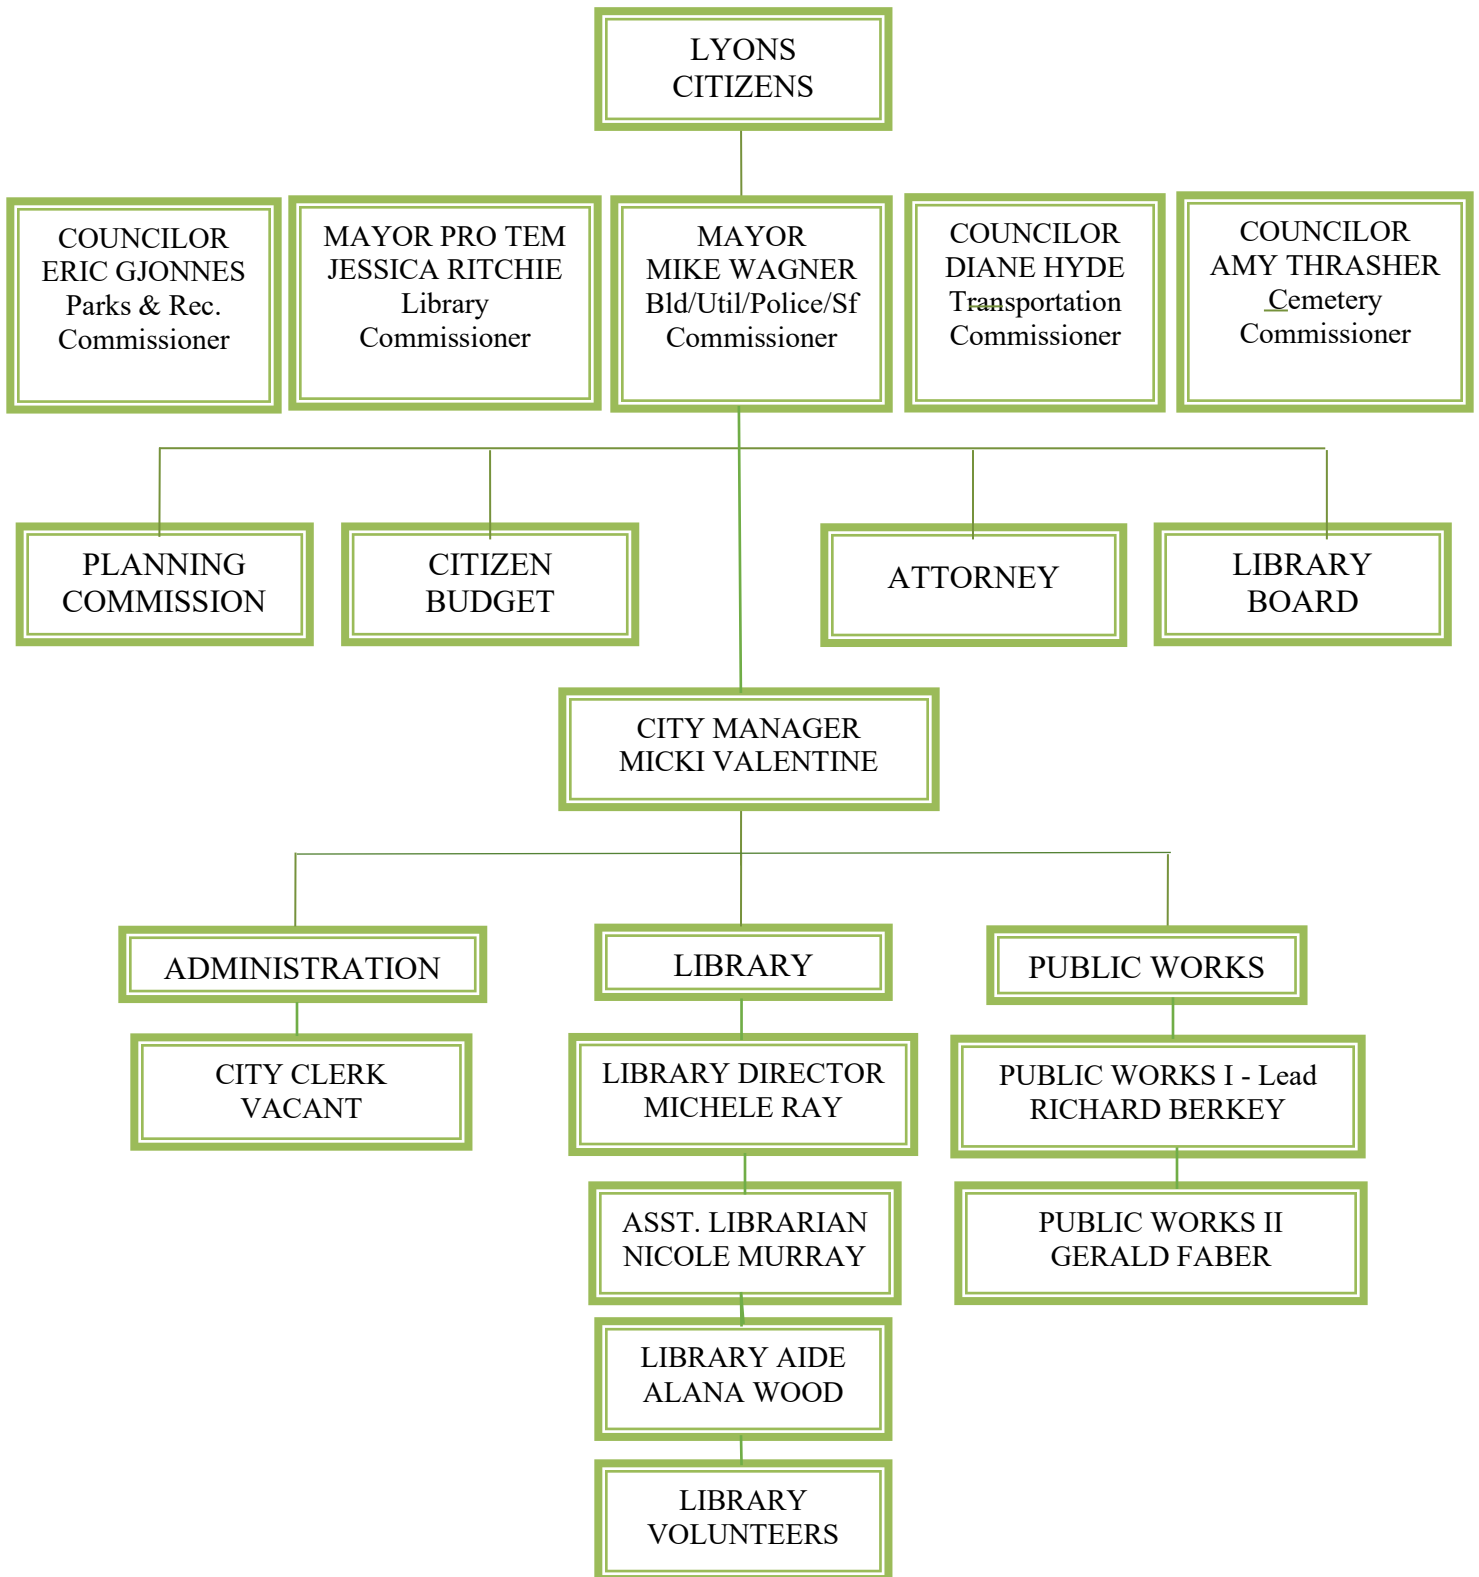 LYONS
CITIZENS
COUNCILOR
ERIC GJONNES
Parks & Rec.
Commissioner
MAYOR PRO TEM
JESSICA RITCHIE
Library
Commissioner
MAYOR
MIKE WAGNER
Bld/Util/Police/Sf
Commissioner
COUNCILOR
DIANE HYDE
Transportation
Commissioner
COUNCILOR
AMY THRASHER
Cemetery
Commissioner
PLANNING
COMMISSION
CITIZEN
BUDGET
ATTORNEY
LIBRARY
BOARD
CITY MANAGER
MICKI VALENTINE
ADMINISTRATION
LIBRARY
PUBLIC WORKS
CITY CLERK
VACANT
LIBRARY DIRECTOR
MICHELE RAY
PUBLIC WORKS I - Lead
RICHARD BERKEY
ASST. LIBRARIAN
NICOLE MURRAY
PUBLIC WORKS II
GERALD FABER
LIBRARY AIDE
ALANA WOOD
LIBRARY
VOLUNTEERS